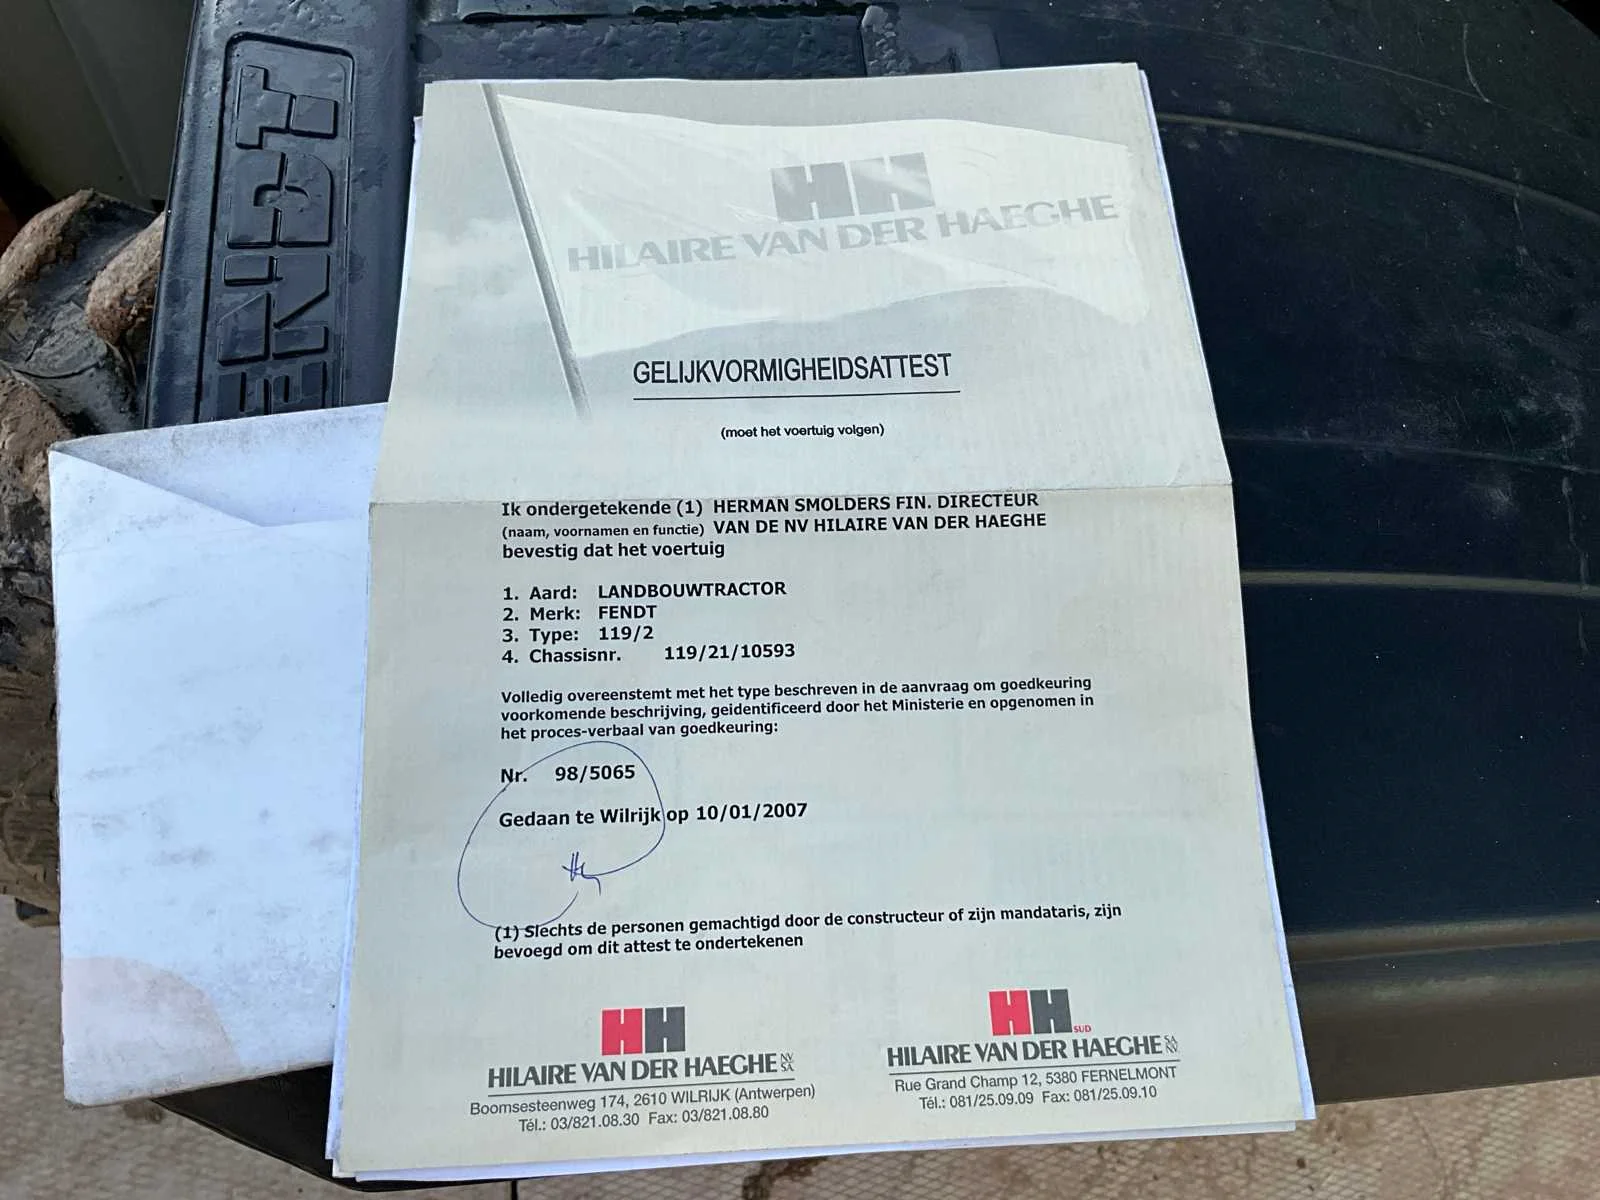 FENDT
HH
HILAIRE VAN DER HAEGHE
GELIJKVORMIGHEIDSATTEST
(moet het voertuig volgen)
Ik ondergetekende (1) HERMAN SMOLDERS FIN. DIRECTEUR
(naam, voornamen en functie) VAN DE NV HILAIRE VAN DER HAEGHE
bevestig dat het voertuig
1. Aard: LANDBOUWTRACTOR
2. Merk: FENDT
3. Type: 119/2
4. Chassisnr. 119/21/10593
Volledig overeenstemt met het type beschreven in de aanvraag om goedkeuring
voorkomende beschrijving, geidentificeerd door het Ministerie en opgenomen in
het proces-verbaal van goedkeuring:
Nr. 98/5065
Gedaan te Wilrijk op 10/01/2007
(1) Slechts de personen gemachtigd door de constructeur of zijn mandataris, zijn
bevoegd om dit attest te ondertekenen
HH
HILAIRE VAN DER HAEGHE NV SA
Boomsesteenweg 174, 2610 WILRIJK (Antwerpen)
Tél.: 03/821.08.30 Fax: 03/821.08.80
HH SUD
HILAIRE VAN DER HAEGHE SA NV
Rue Grand Champ 12, 5380 FERNELMONT
Tél.: 081/25.09.09 Fax: 081/25.09.10